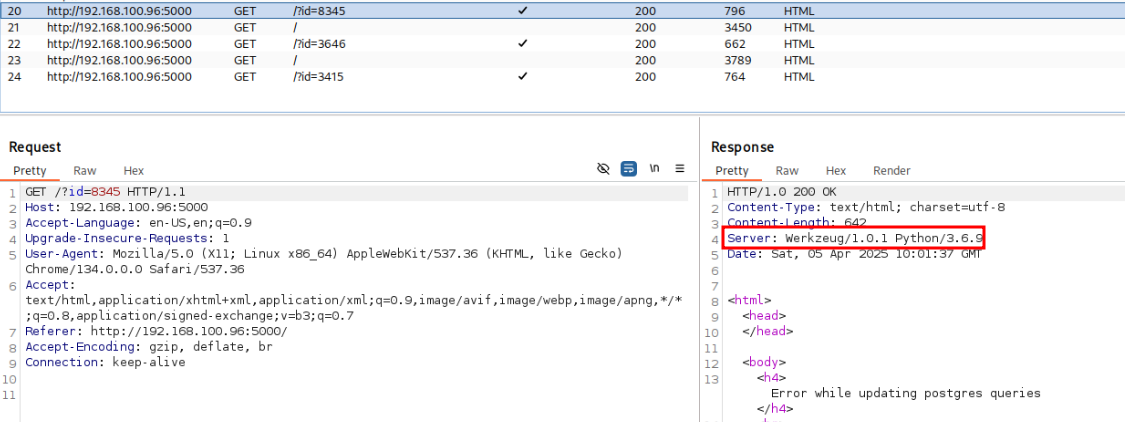 20 http://192.168.100.96:5000 GET /?id=8345 ✓ 200 796 HTML
21 http://192.168.100.96:5000 GET / 200 3450 HTML
22 http://192.168.100.96:5000 GET /?id=3646 ✓ 200 662 HTML
23 http://192.168.100.96:5000 GET / 200 3789 HTML
24 http://192.168.100.96:5000 GET /?id=3415 ✓ 200 764 HTML
Request
Pretty Raw Hex
\n
1 GET /?id=8345 HTTP/1.1
2 Host: 192.168.100.96:5000
3 Accept-Language: en-US,en;q=0.9
4 Upgrade-Insecure-Requests: 1
5 User-Agent: Mozilla/5.0 (X11; Linux x86_64) AppleWebKit/537.36 (KHTML, like Gecko)
Chrome/134.0.0.0 Safari/537.36
6 Accept:
text/html,application/xhtml+xml,application/xml;q=0.9,image/avif,image/webp,image/apng,*/*
;q=0.8,application/signed-exchange;v=b3;q=0.7
7 Referer: http://192.168.100.96:5000/
8 Accept-Encoding: gzip, deflate, br
9 Connection: keep-alive
10
11
Response
Pretty Raw Hex Render
1 HTTP/1.0 200 OK
2 Content-Type: text/html; charset=utf-8
3 Content-Length: 642
4 Server: Werkzeug/1.0.1 Python/3.6.9
5 Date: Sat, 05 Apr 2025 10:01:37 GMT
6
7
8 <html>
9 <head>
10 </head>
11
12 <body>
13 <h4>
Error while updating postgres queries
</h4>